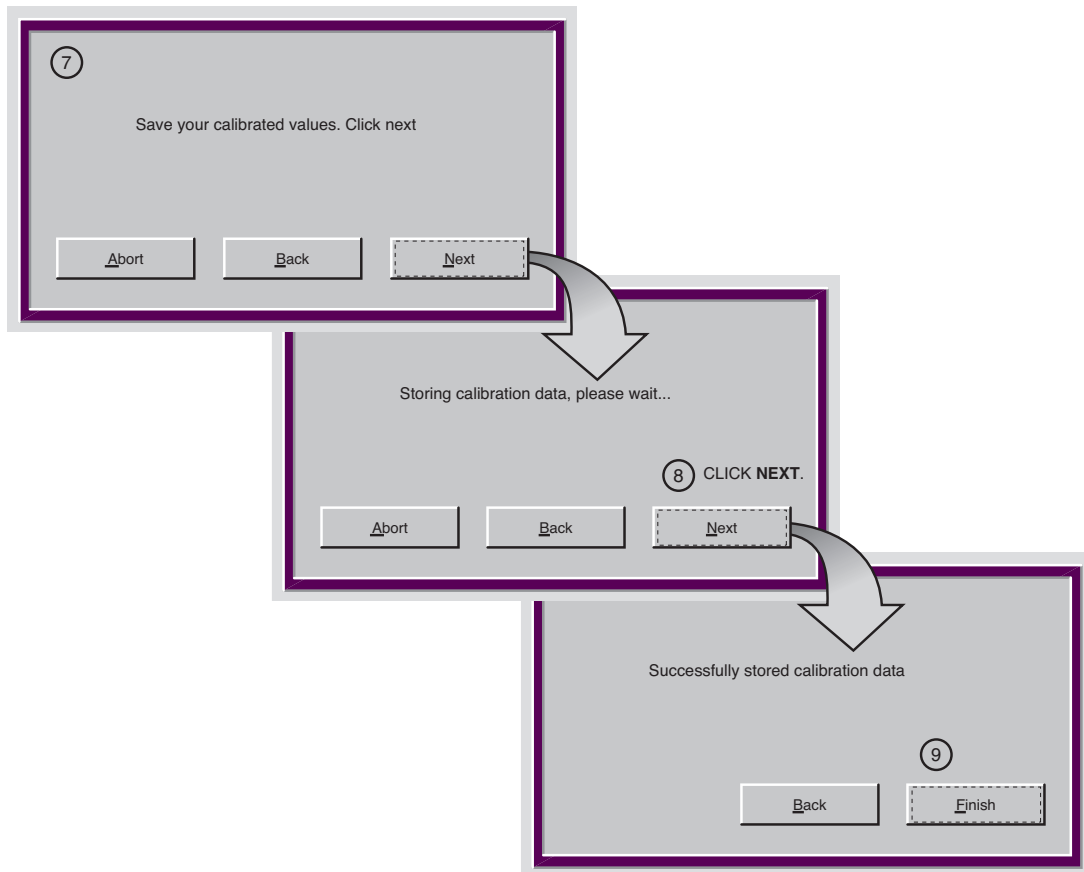 7
Save your calibrated values. Click next
Abort Back Next
Storing calibration data, please wait...
8 CLICK NEXT.
Abort Back Next
Successfully stored calibration data
9
Back Finish